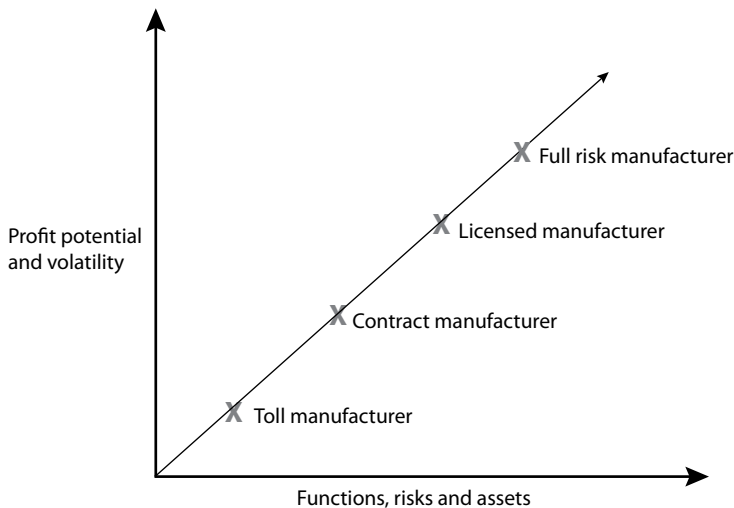 X Full risk manufacturer
X Licensed manufacturer
Profit potential
and volatility
X Contract manufacturer
X Toll manufacturer
Functions, risks and assets